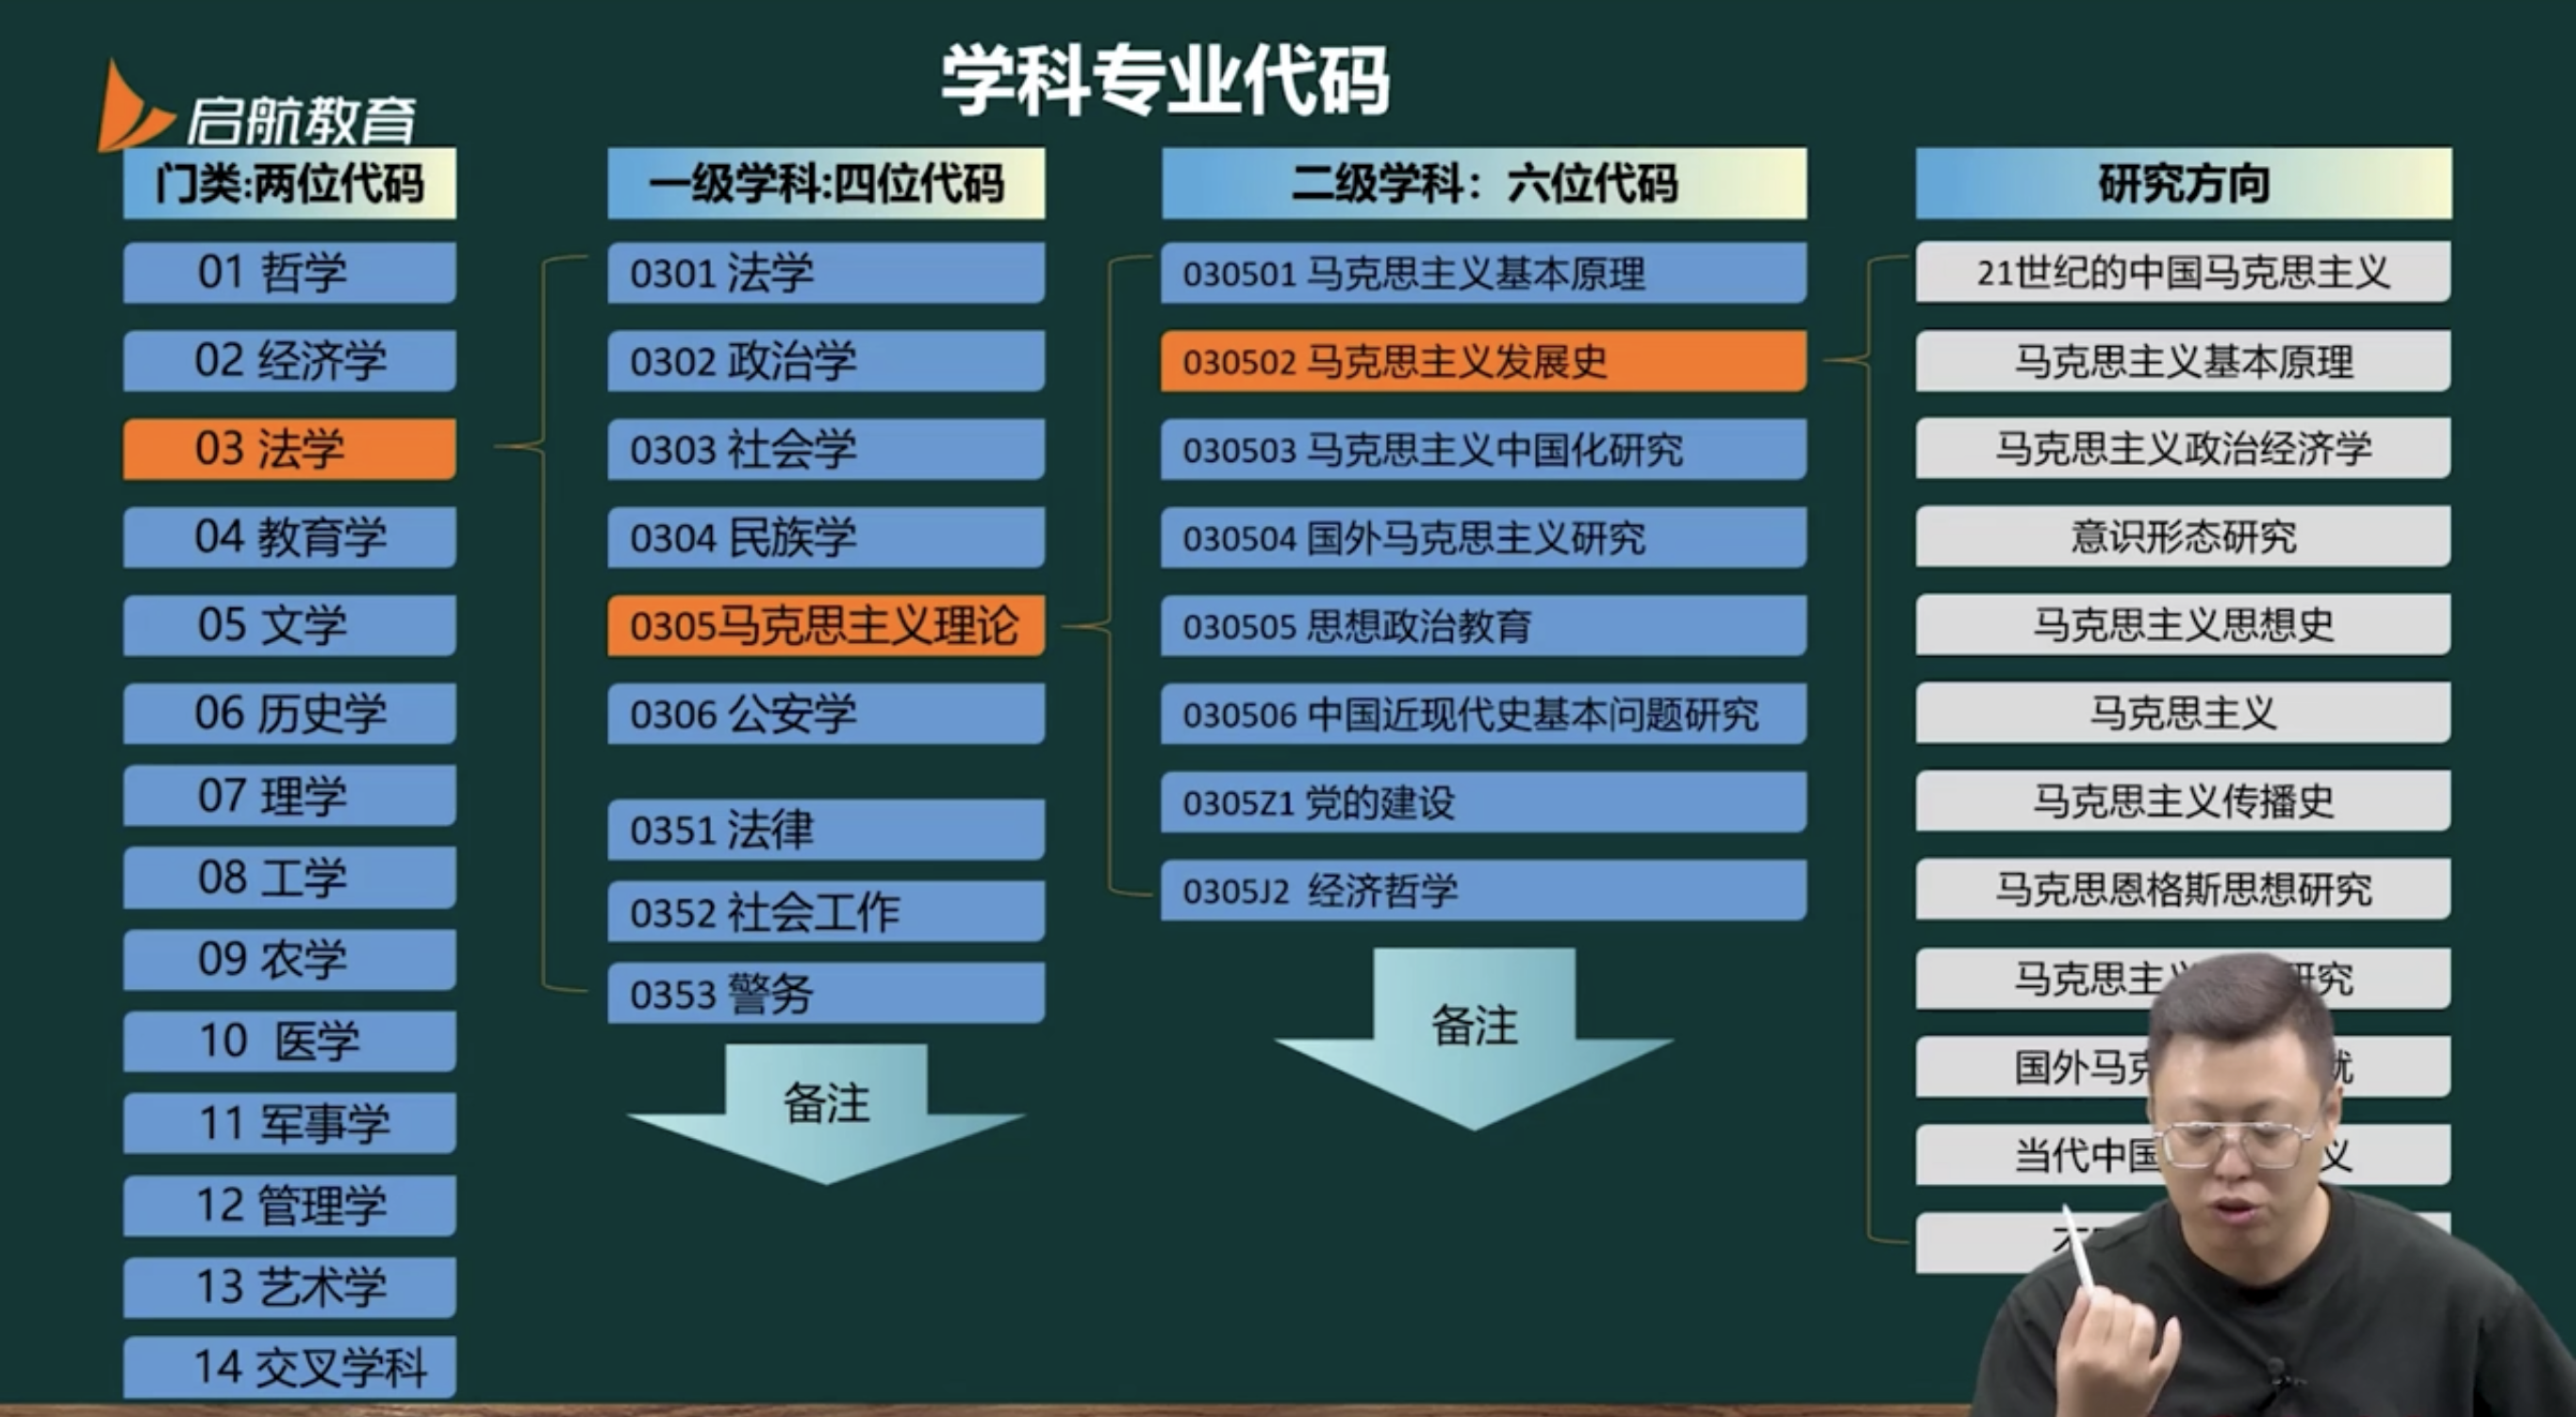 学科专业代码
启航教育
门类:两位代码
01 哲学
02 经济学
03 法学
04 教育学
05 文学
06 历史学
07 理学
08 工学
09 农学
10 医学
11 军事学
12 管理学
13 艺术学
14 交叉学科
一级学科:四位代码
0301 法学
0302 政治学
0303 社会学
0304 民族学
0305马克思主义理论
0306 公安学
0351 法律
0352 社会工作
0353 警务
备注
二级学科：六位代码
030501 马克思主义基本原理
030502 马克思主义发展史
030503 马克思主义中国化研究
030504 国外马克思主义研究
030505 思想政治教育
030506 中国近现代史基本问题研究
0305Z1 党的建设
0305J2 经济哲学
备注
研究方向
21世纪的中国马克思主义
马克思主义基本原理
马克思主义政治经济学
意识形态研究
马克思主义思想史
马克思主义
马克思主义传播史
马克思恩格斯思想研究
马克思主 研究
国外马克
当代中国 义